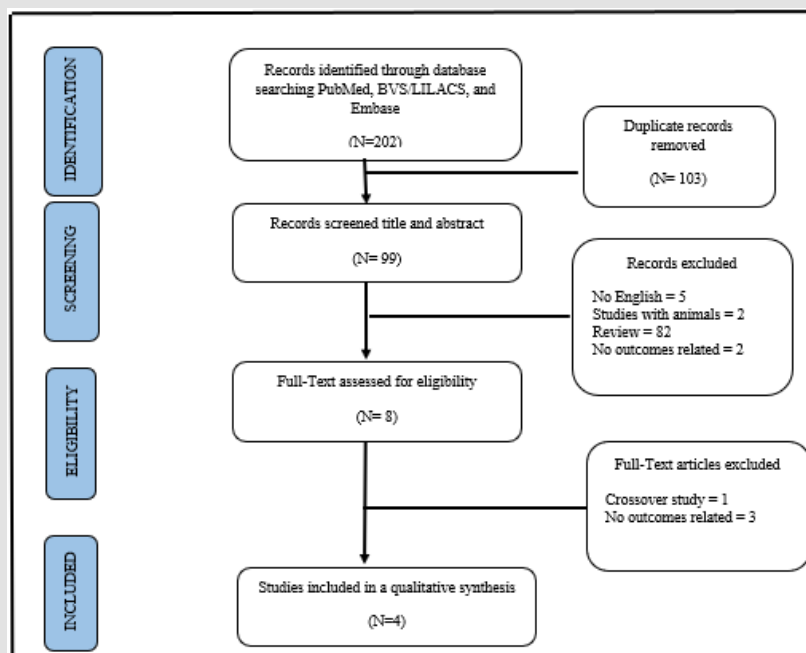 IDENTIFICATION
Records identified through database
searching PubMed, BVS/LILACS, and
Embase
(N=202)
Duplicate records
removed
(N= 103)
SCREENING
Records screened title and abstract
(N= 99)
Records excluded
No English = 5
Studies with animals = 2
Review = 82
No outcomes related = 2
ELIGIBILITY
Full-Text assessed for eligibility
(N= 8)
Full-Text articles excluded
Crossover study = 1
No outcomes related = 3
INCLUDED
Studies included in a qualitative synthesis
(N=4)